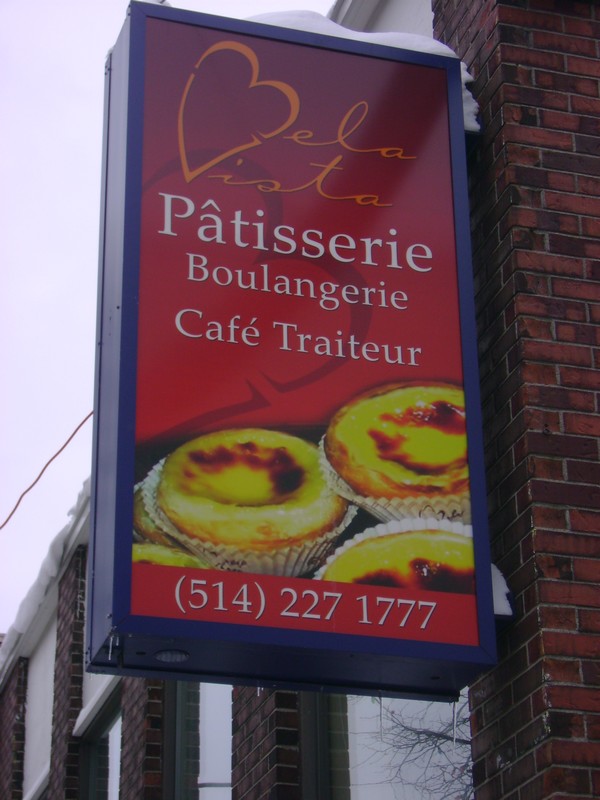 Bela
Vista
Pâtisserie
Boulangerie
Café Traiteur
(514) 227 1777